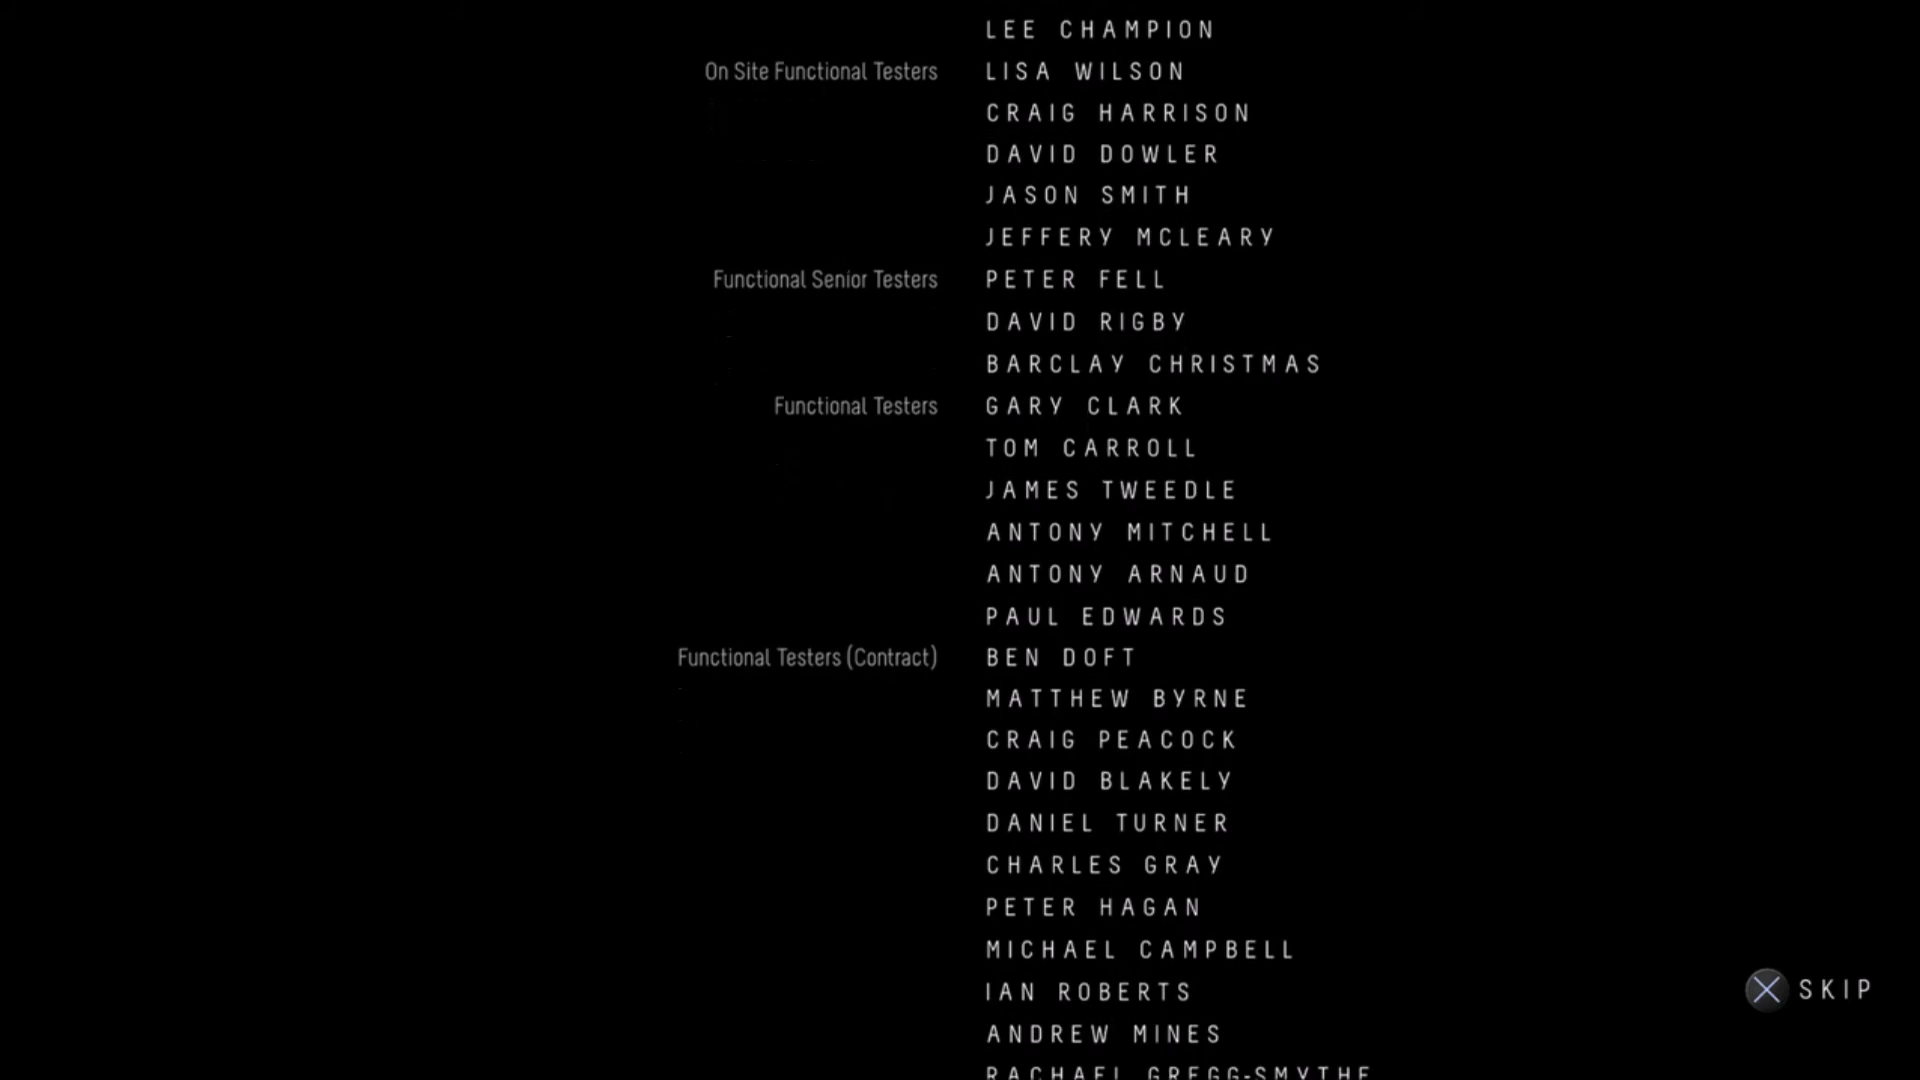 LEE CHAMPION
On Site Functional Testers LISA WILSON
CRAIG HARRISON
DAVID DOWLER
JASON SMITH
JEFFERY MCLEARY
Functional Senior Testers PETER FELL
DAVID RIGBY
BARCLAY CHRISTMAS
Functional Testers GARY CLARK
TOM CARROLL
JAMES TWEEDLE
ANTONY MITCHELL
ANTONY ARNAUD
PAUL EDWARDS
Functional Testers (Contract) BEN DOFT
MATTHEW BYRNE
CRAIG PEACOCK
DAVID BLAKELY
DANIEL TURNER
CHARLES GRAY
PETER HAGAN
MICHAEL CAMPBELL
IAN ROBERTS
SKIP
ANDREW MINES
RACHAEL GREGG-SMYTHE